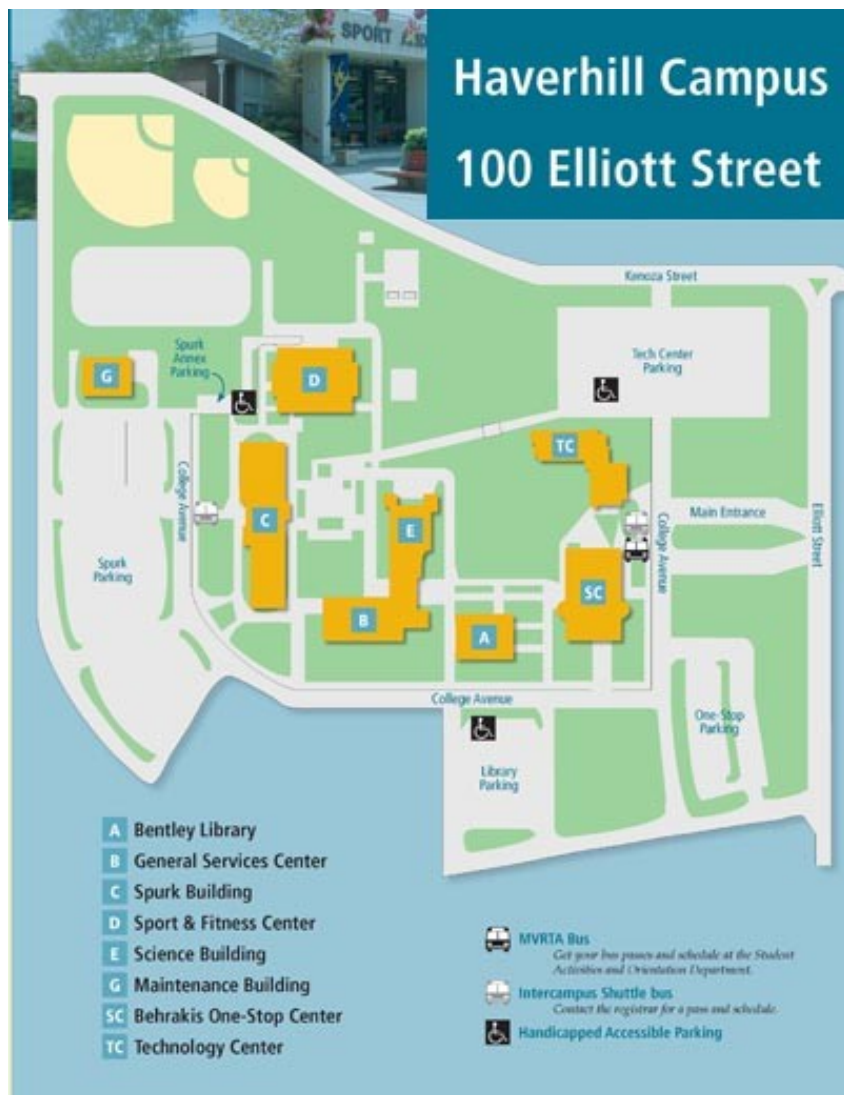 SPORT
Haverhill Campus
100 Elliott Street
Kenoza Street
Spurk
Annex
Parking
Tech Center
Parking
G
D
TC
College Avenue
C
E
Main Entrance
College Avenue
Elliott Street
Spurk
Parking
SC
B
A
College Avenue
One-Stop
Parking
Library
Parking
A Bentley Library
B General Services Center
C Spurk Building
D Sport & Fitness Center
E Science Building
G Maintenance Building
SC Behrakis One-Stop Center
TC Technology Center
MVRTA Bus
Get your bus passes and schedule at the Student
Activities and Orientation Department.
Intercampus Shuttle bus
Contact the registrar for a pass and schedule.
Handicapped Accessible Parking